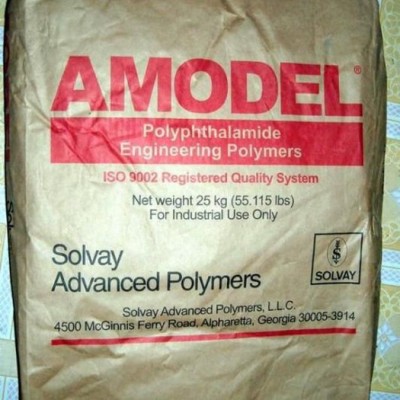 AMODEL®
Polyphthalamide
Engineering Polymers
ISO 9002 Registered Quality System
Net weight 25 kg (55.115 lbs)
For Industrial Use Only
Solvay
Advanced Polymers
SOLVAY
Solvay Advanced Polymers, L.L.C.
4500 McGinnis Ferry Road, Alpharetta, Georgia 30005-3914